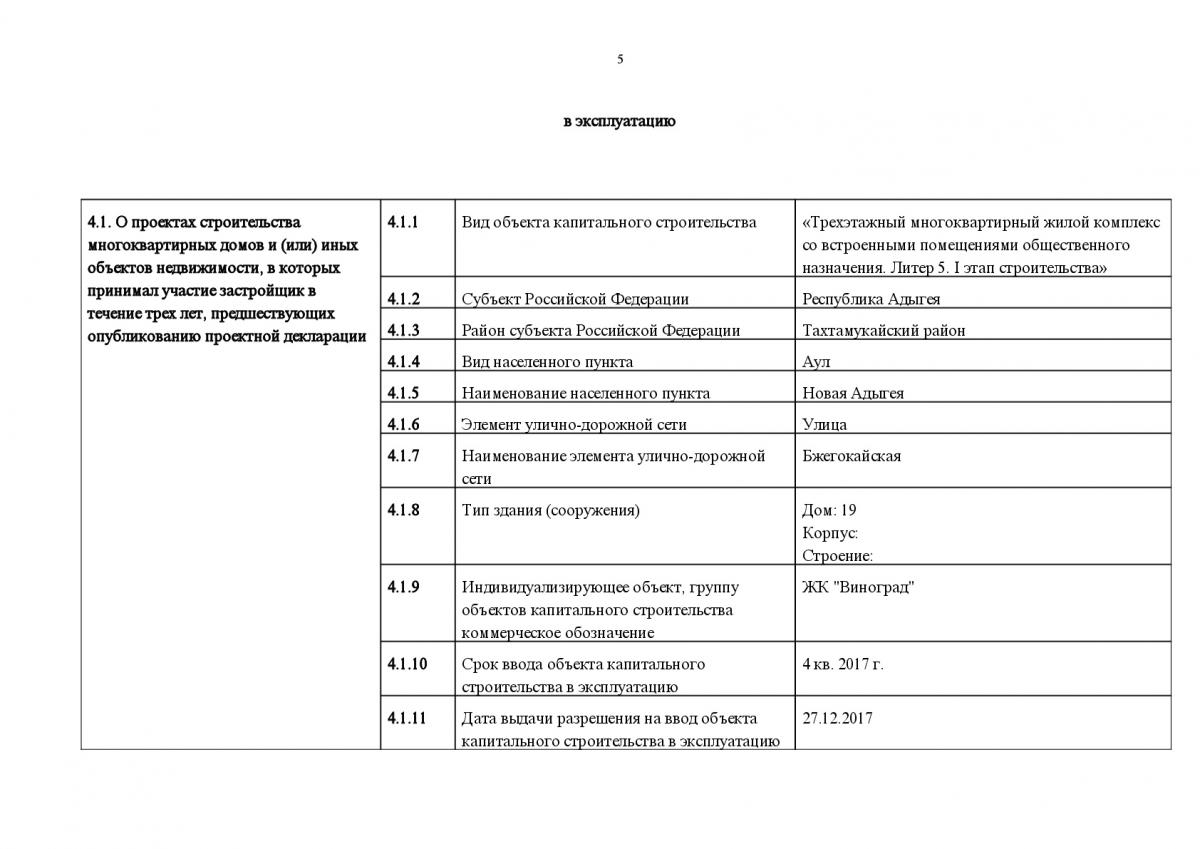 5
в эксплуатацию
4.1. О проектах строительства
многоквартирных домов и (или) иных
объектов недвижимости, в которых
принимал участие застройщик в
течение трех лет, предшествующих
опубликованию проектной декларации
4.1.1
Вид объекта капитального строительства
«Трехэтажный многоквартирный жилой комплекс
со встроенными помещениями общественного
назначения. Литер 5. I этап строительства»
4.1.2
Субъект Российской Федерации
Республика Адыгея
4.1.3
Район субъекта Российской Федерации
Тахтамукайский район
4.1.4
Вид населенного пункта
Аул
4.1.5
Наименование населенного пункта
Новая Адыгея
4.1.6
Элемент улично-дорожной сети
Улица
4.1.7
Наименование элемента улично-дорожной
сети
Бжегокайская
4.1.8
Тип здания (сооружения)
Дом: 19
Корпус:
Строение:
4.1.9
Индивидуализирующее объект, группу
объектов капитального строительства
коммерческое обозначение
ЖК "Виноград"
4.1.10
Срок ввода объекта капитального
строительства в эксплуатацию
4 кв. 2017 г.
4.1.11
Дата выдачи разрешения на ввод объекта
капитального строительства в эксплуатацию
27.12.2017